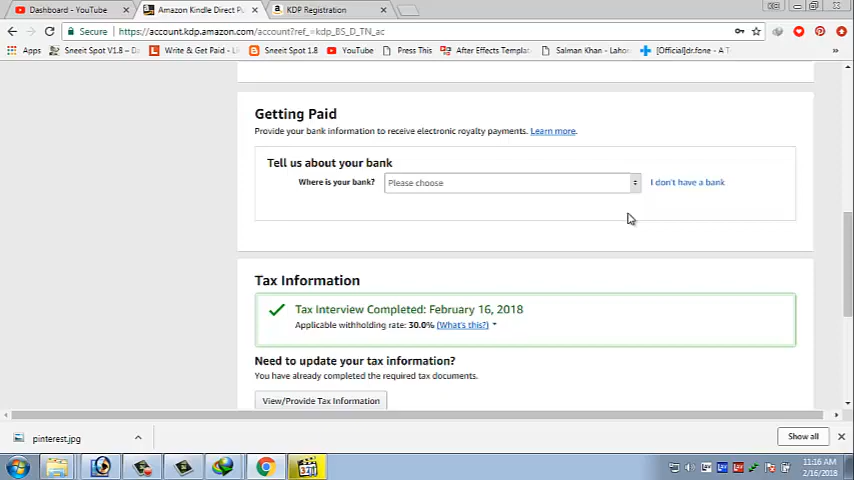 Dashboard - YouTube
Amazon Kindle Direct P
KDP Registration
Secure https://account.kdp.amazon.com/account?ref_=kdp_BS_D_TN_ac
Apps Sneeit Spot V1.8 – D Write & Get Paid - L Sneeit Spot 1.8 YouTube Press This After Effects Templat Salman Khan - Lahor [Official]dr.fone - A T
Getting Paid
Provide your bank information to receive electronic royalty payments. Learn more.
Tell us about your bank
Where is your bank? Please choose I don't have a bank
Tax Information
Tax Interview Completed: February 16, 2018
Applicable withholding rate: 30.0% (What's this?)
Need to update your tax information?
You have already completed the required tax documents.
View/Provide Tax Information
pinterest.jpg
Show all
11:16 AM
2/16/2018